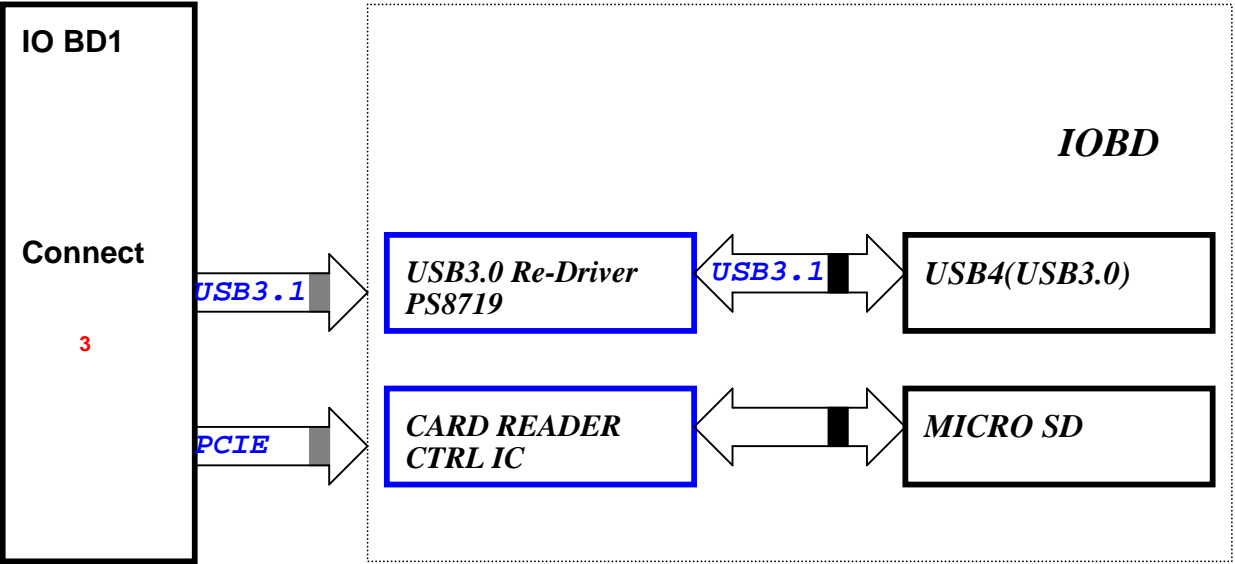 IO BD1
Connect
3
IOBD
USB3.1
USB3.0 Re-Driver
PS8719
USB3.1
USB4(USB3.0)
PCIE
CARD READER
CTRL IC
MICRO SD